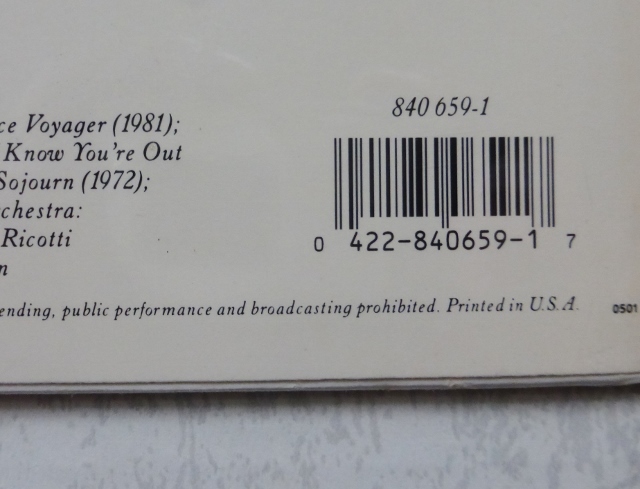 840 659-1
ce Voyager (1981);
Know You're Out
Sojourn (1972);
rchestra:
Ricotti
n
0 422-840659-1 7
ending, public performance and broadcasting prohibited. Printed in U.S.A.
0501